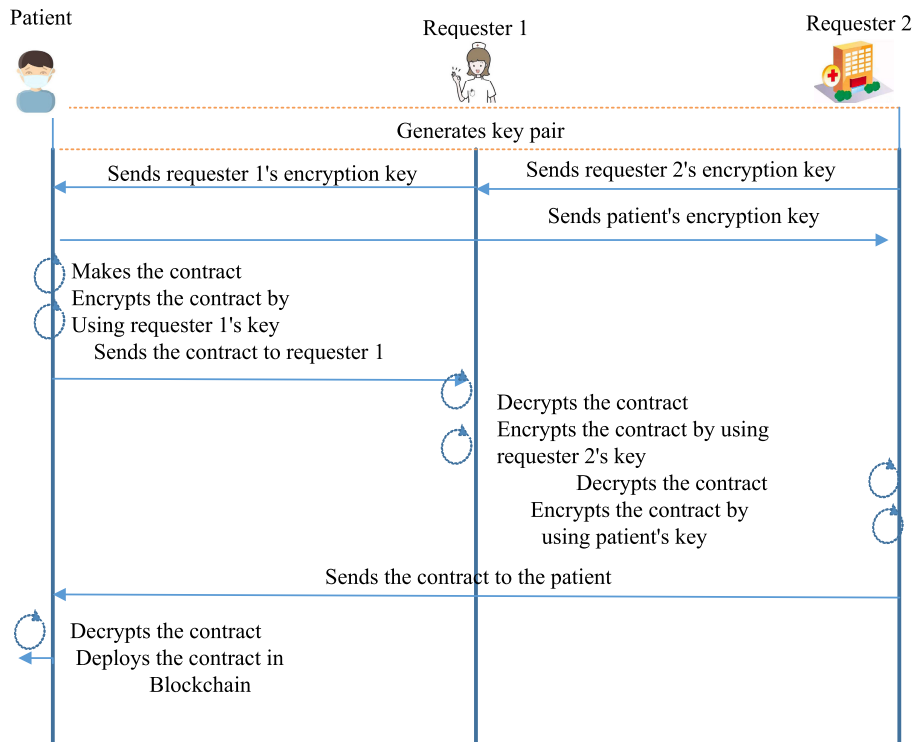 Patient
Requester 1
Requester 2
Generates key pair
Sends requester 1's encryption key
Sends requester 2's encryption key
Sends patient's encryption key
Makes the contract
Encrypts the contract by
Using requester 1's key
Sends the contract to requester 1
Decrypts the contract
Encrypts the contract by using
requester 2's key
Decrypts the contract
Encrypts the contract by
using patient's key
Sends the contract to the patient
Decrypts the contract
Deploys the contract in
Blockchain